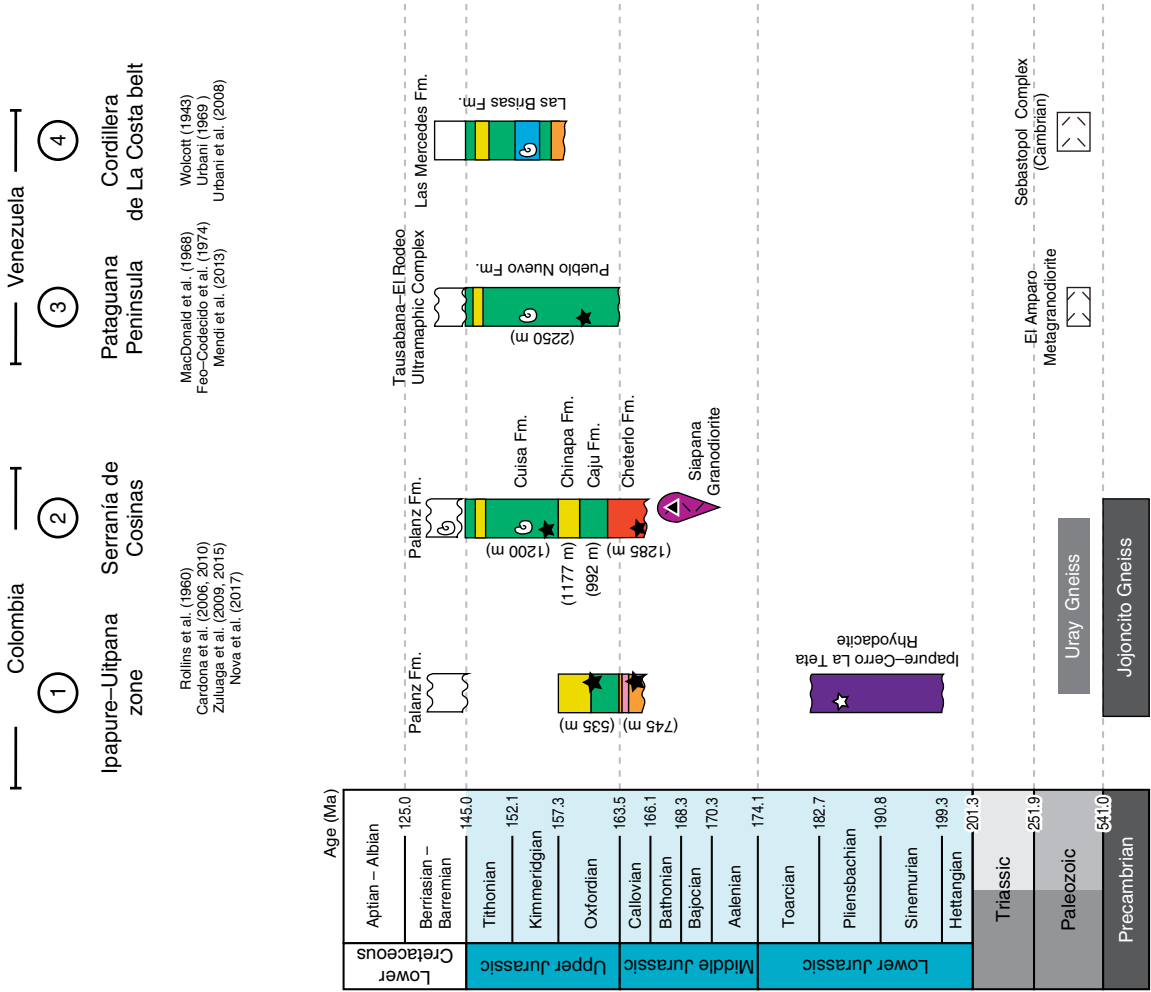 Colombia
Venezuela
1
2
3
4
Ipapure–Uitpana
zone
Serranía de
Cosinas
Pataguana
Peninsula
Cordillera
de La Costa belt
Rollins et al. (1960)
Cardona et al. (2006, 2010)
Zuluaga et al. (2009, 2015)
Nova et al. (2017)
MacDonald et al. (1968)
Feo–Codecido et al. (1974)
Mendi et al. (2013)
Wolcott (1943)
Urbani (1969 )
Urbani et al. (2008)
Age (Ma)
Lower
Cretaceous
Aptian – Albian
125.0
Berriasian –
Barremian
145.0
Upper Jurassic
Tithonian
152.1
Kimmeridgian
157.3
Oxfordian
163.5
Middle Jurassic
Callovian
166.1
Bathonian
168.3
Bajocian
170.3
Aalenian
174.1
Lower Jurassic
Toarcian
182.7
Pliensbachian
190.8
Sinemurian
199.3
Hettangian
201.3
Triassic
251.9
Paleozoic
541.0
Precambrian
Palanz Fm.
(535 m)
(745 m)
Ipapure–Cerro La Teta
Rhyodacite
Palanz Fm.
(1200 m)
Cuisa Fm.
(1177 m)
Chinapa Fm.
(992 m)
Caju Fm.
(1285 m)
Cheterlo Fm.
Siapana
Granodiorite
Uray Gneiss
Jojoncito Gneiss
Tausabana–El Rodeo
Ultramaphic Complex
(2250 m)
Pueblo Nuevo Fm.
El Amparo
Metagranodiorite
Las Mercedes Fm.
Las Brisas Fm.
Sebastopol Complex
(Cambrian)